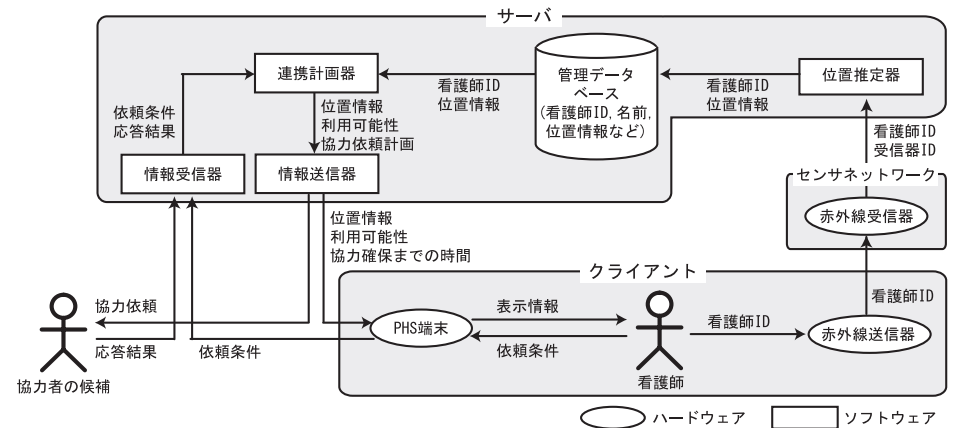 サーバ
連携計画器
看護師ID
位置情報
管理データ
ベース
(看護師ID, 名前,
位置情報など)
看護師ID
位置情報
位置推定器
依頼条件
応答結果
位置情報
利用可能性
協力依頼計画
看護師ID
受信器ID
情報受信器
情報送信器
センサネットワーク
赤外線受信器
位置情報
利用可能性
協力確保までの時間
クライアント
看護師ID
協力依頼
応答結果
依頼条件
協力者の候補
PHS端末
表示情報
依頼条件
看護師
看護師ID
赤外線送信器
ハードウェア
ソフトウェア